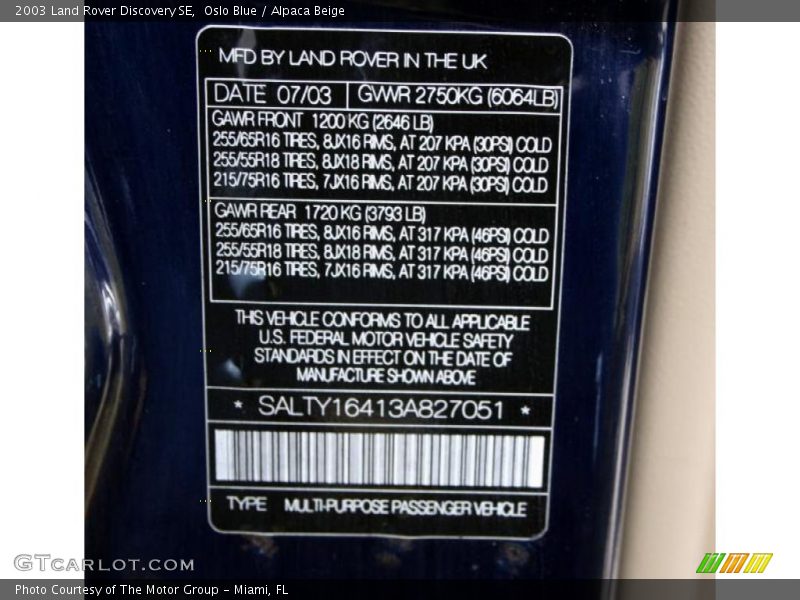 2003 Land Rover Discovery SE,  Oslo Blue / Alpaca Beige
MFD BY LAND ROVER IN THE UK
DATE 07/03 GVWR 2750KG (6064LB)
GAWR FRONT 1200 KG (2646 LB)
255/65R16 TIRES, 8JX16 RIMS, AT 207 KPA (30PSI) COLD
255/55R18 TIRES, 8JX18 RIMS, AT 207 KPA (30PSI) COLD
215/75R16 TIRES, 7JX16 RIMS, AT 207 KPA (30PSI) COLD
GAWR REAR 1720 KG (3793 LB)
255/65R16 TIRES, 8JX16 RIMS, AT 317 KPA (46PSI) COLD
255/55R18 TIRES, 8JX18 RIMS, AT 317 KPA (46PSI) COLD
215/75R16 TIRES, 7JX16 RIMS, AT 317 KPA (46PSI) COLD
THIS VEHICLE CONFORMS TO ALL APPLICABLE
U.S. FEDERAL MOTOR VEHICLE SAFETY
STANDARDS IN EFFECT ON THE DATE OF
MANUFACTURE SHOWN ABOVE
* SALTY16413A827051 *
TYPE MULTI-PURPOSE PASSENGER VEHICLE
GTCARLOT.COM
Photo Courtesy of The Motor Group - Miami, FL